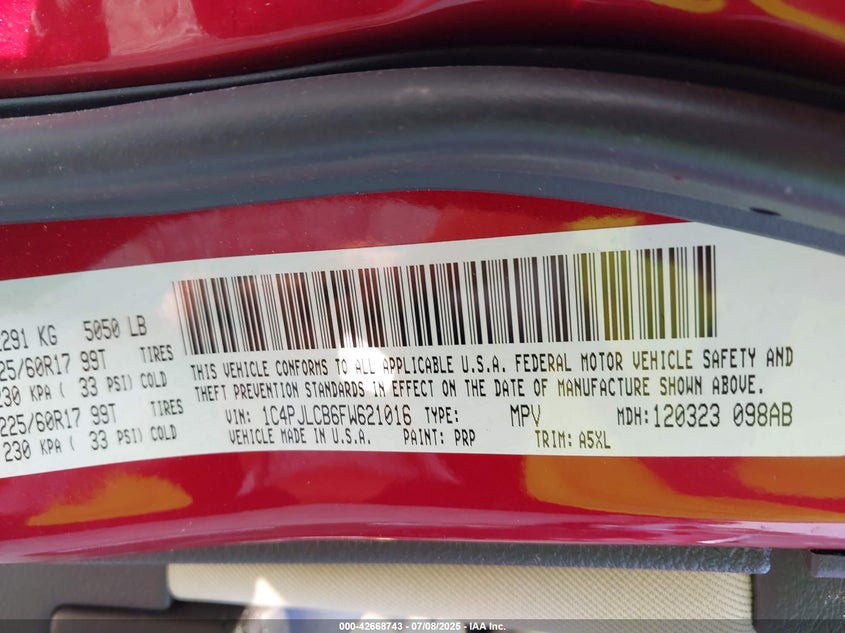 291 KG 5050 LB
25/60R17 99T TIRES
230 KPA ( 33 PSI) COLD
225/60R17 99T TIRES
230 KPA ( 33 PSI) COLD
THIS VEHICLE CONFORMS TO ALL APPLICABLE U.S.A. FEDERAL MOTOR VEHICLE SAFETY AND
THEFT PREVENTION STANDARDS IN EFFECT ON THE DATE OF MANUFACTURE SHOWN ABOVE.
VIN: 1C4PJLCB6FW621016 TYPE: MPV MDH:120323 098AB
VEHICLE MADE IN U.S.A. PAINT: PRP TRIM: A5XL
000-42668743 / 07/08/2025 - IAA Inc.